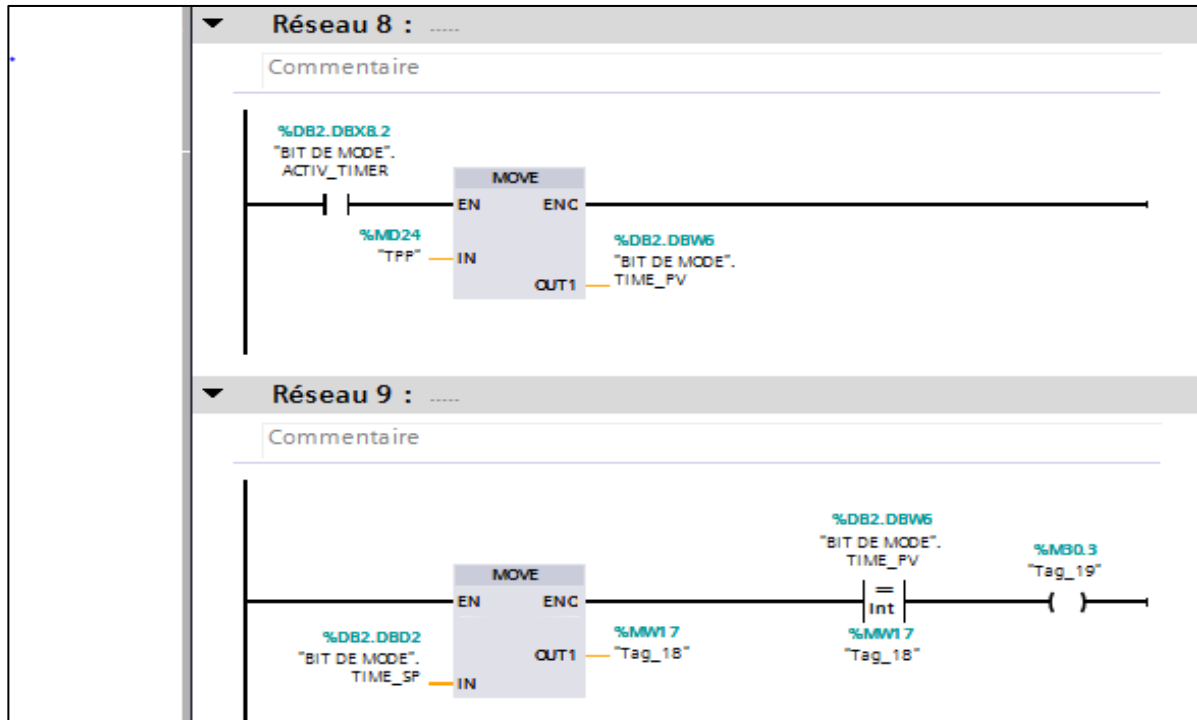 Réseau 8 : .....
Commentaire
%DB2.DBX8.2
"BIT DE MODE".
ACTIV_TIMER
MOVE
EN ENO
%MD24
"TPP"
IN
%DB2.DBW6
"BIT DE MODE".
TIME_PV
OUT1
Réseau 9 : .....
Commentaire
%DB2.DBW6
"BIT DE MODE".
TIME_PV
%M30.3
"Tag_19"
MOVE
EN ENO
=
Int
( )
%DB2.DBD2
"BIT DE MODE".
TIME_SP
IN
%MW17
"Tag_18"
OUT1
%MW17
"Tag_18"